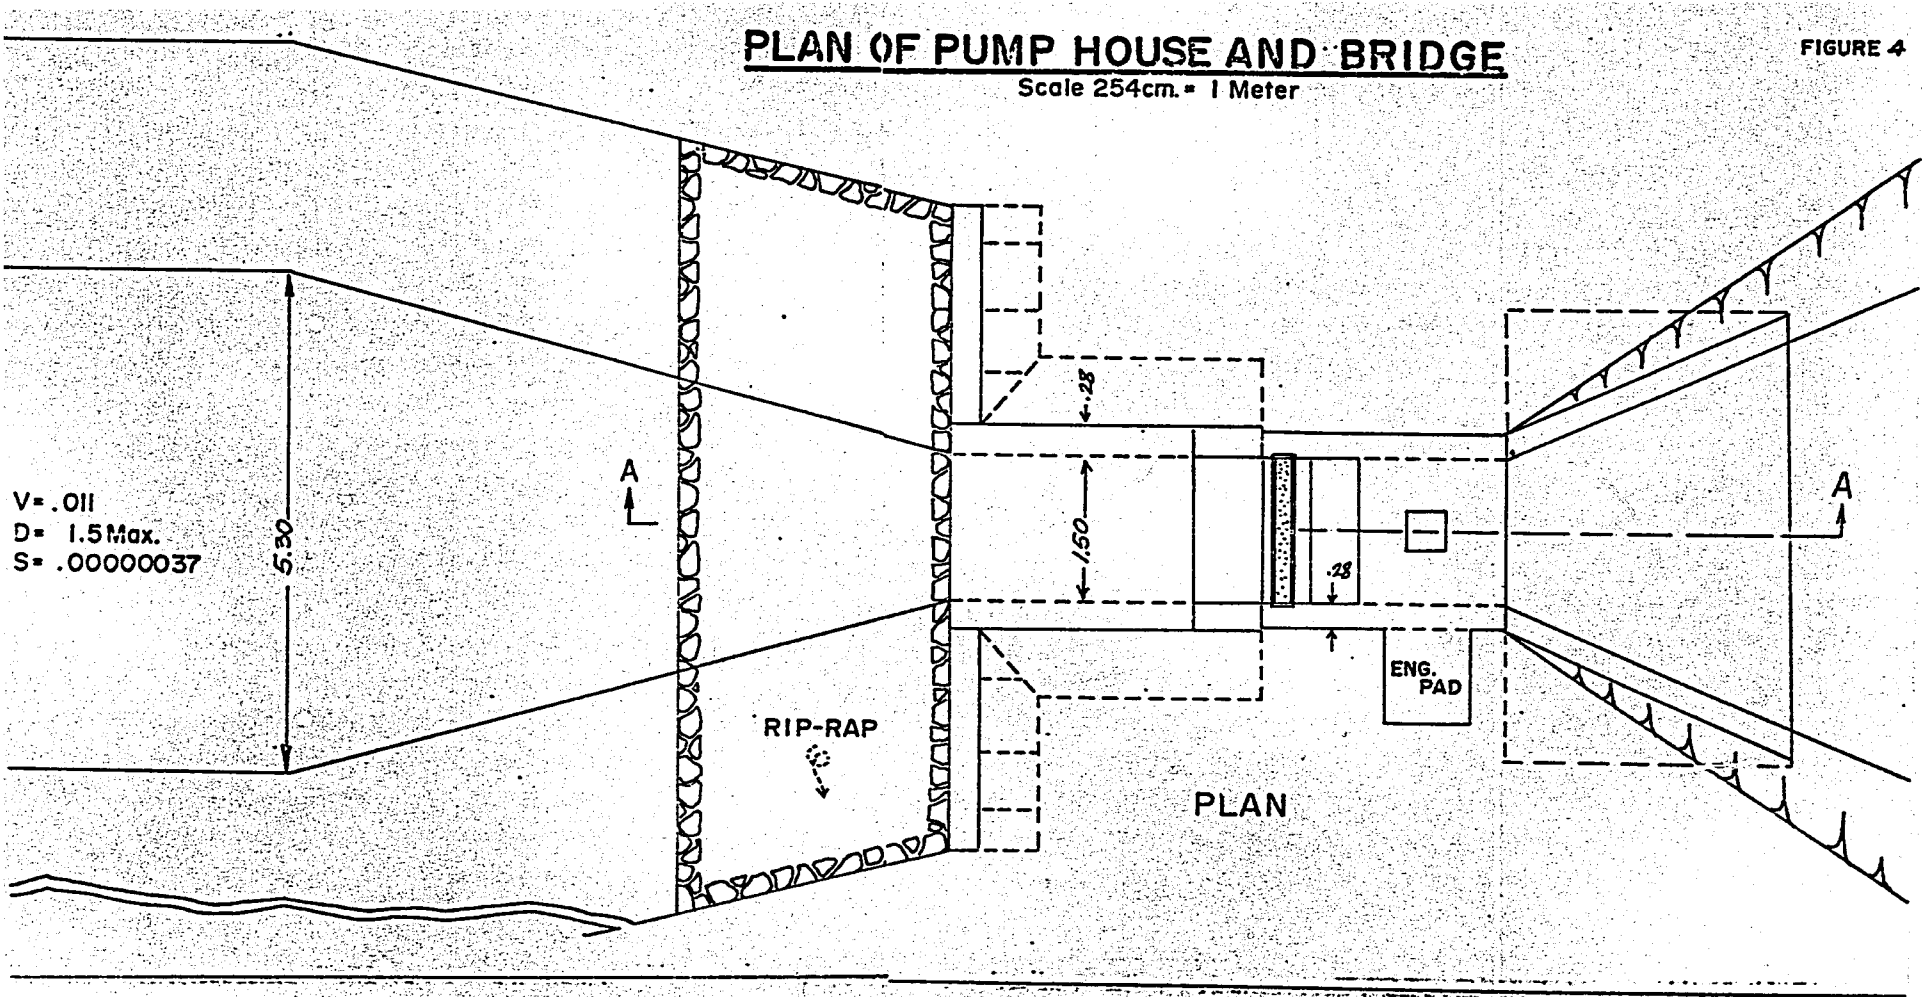 PLAN OF PUMP HOUSE AND BRIDGE
Scale 254cm.= 1 Meter
FIGURE 4
A
V= .011
D= 1.5 Max.
S= .00000037
5.30
.28
1.50
.28
A
ENG.
PAD
RIP-RAP
PLAN